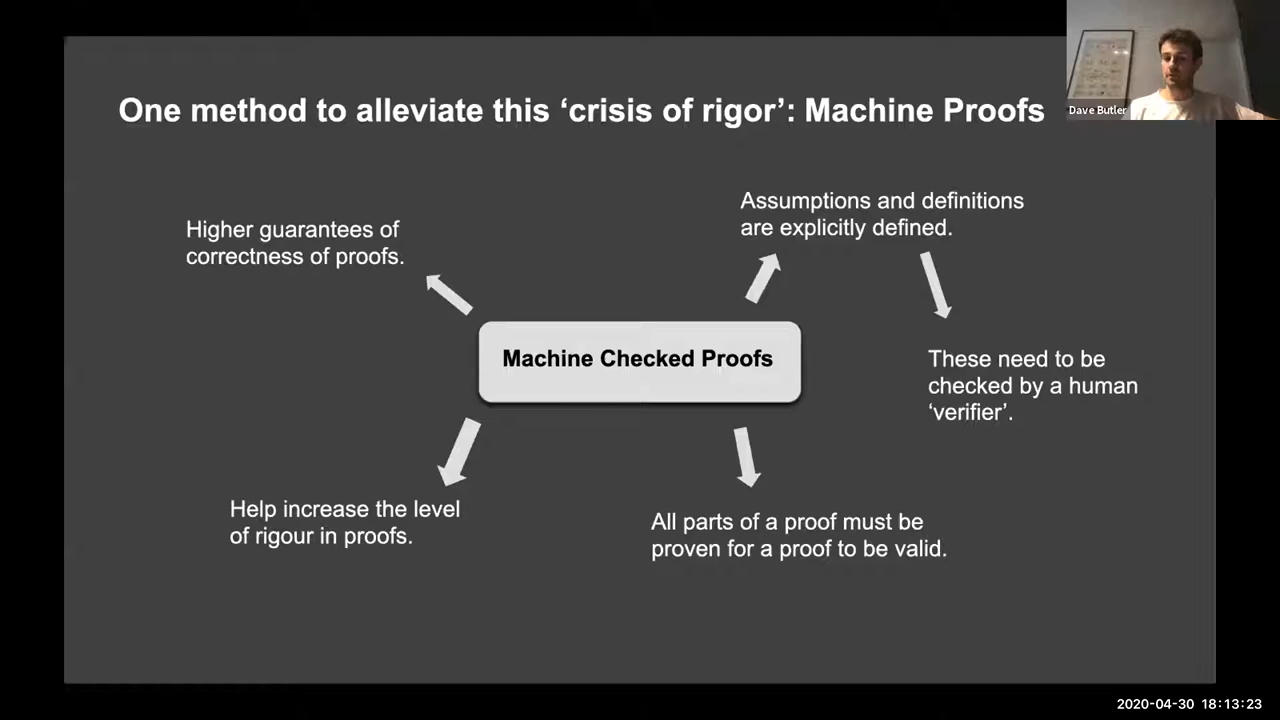 One method to alleviate this ‘crisis of rigor’: Machine Proofs
Dave Butler
Higher guarantees of
correctness of proofs.
Assumptions and definitions
are explicitly defined.
Machine Checked Proofs
These need to be
checked by a human
‘verifier’.
Help increase the level
of rigour in proofs.
All parts of a proof must be
proven for a proof to be valid.
2020-04-30 18:13:23